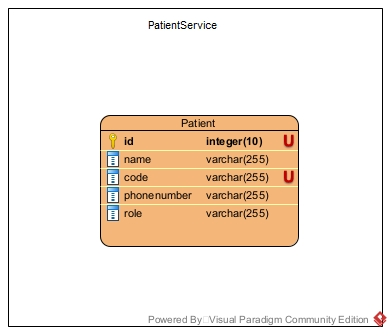 PatientService
Patient
id integer(10) U
name varchar(255)
code varchar(255) U
phonenumber varchar(255)
role varchar(255)
Powered By Visual Paradigm Community Edition